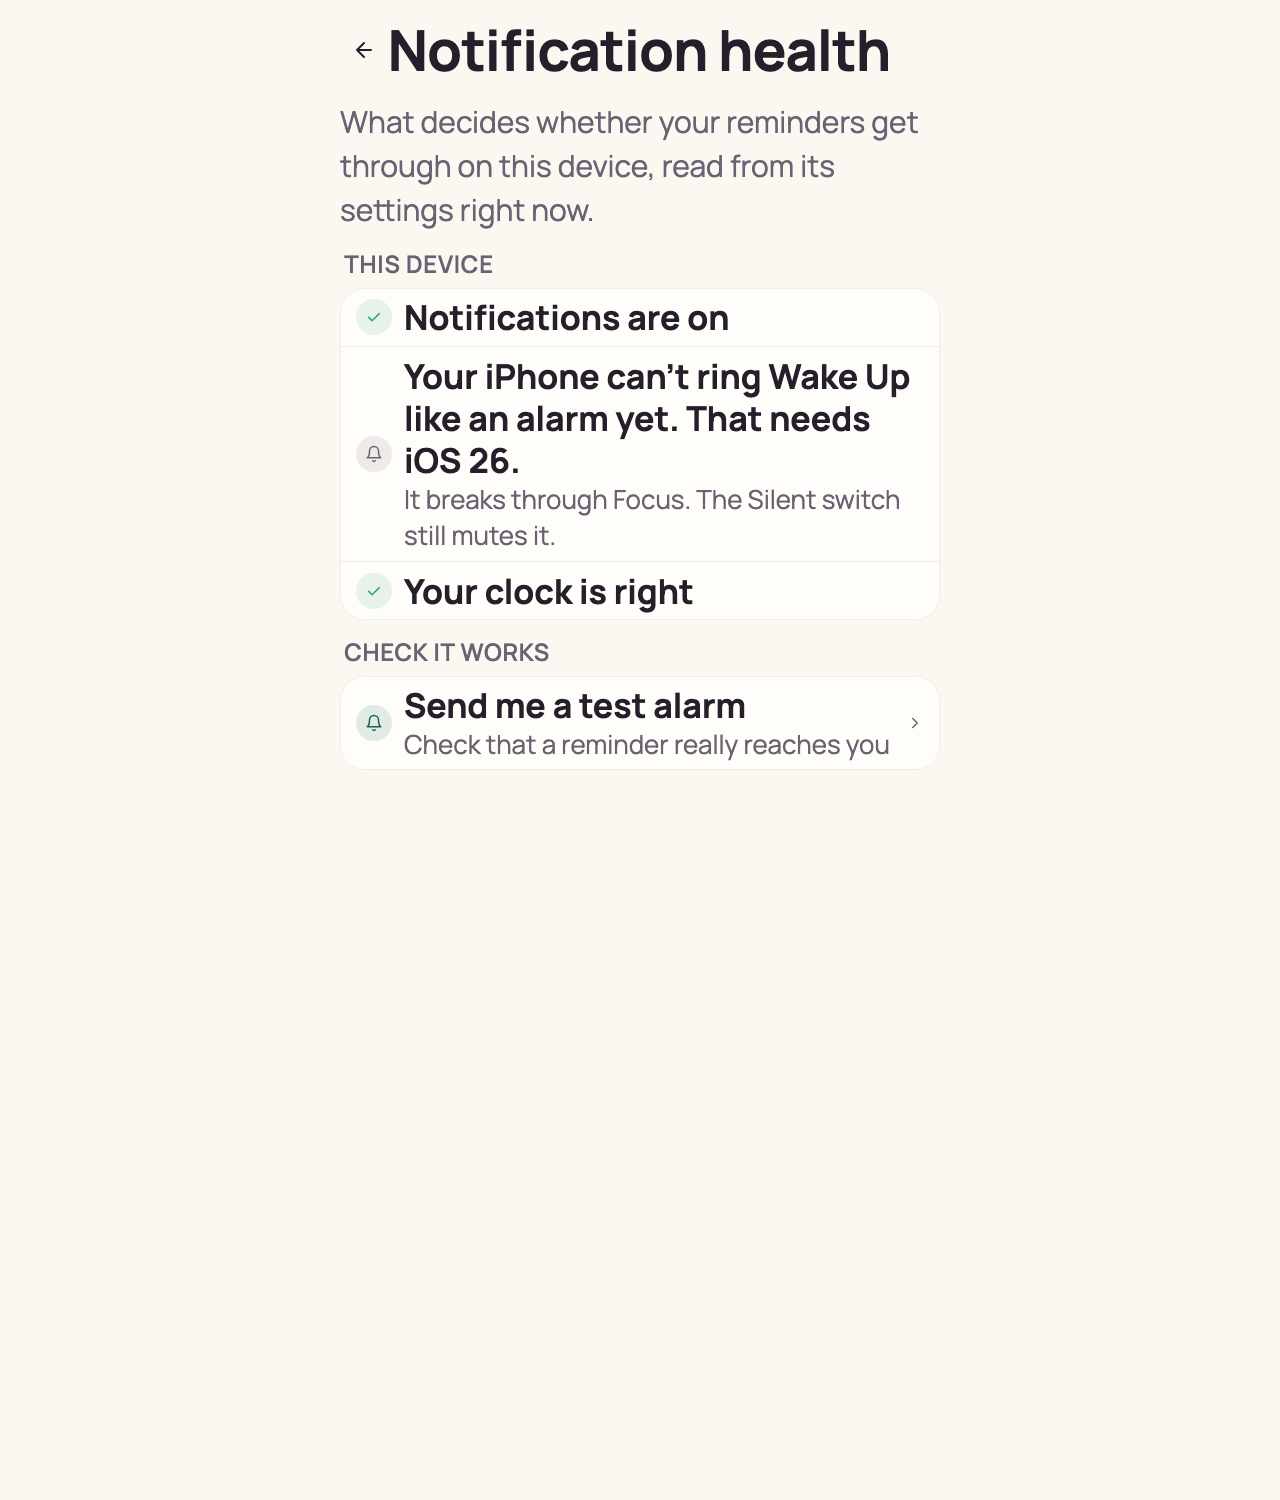 Notification health
What decides whether your reminders get
through on this device, read from its
settings right now.
THIS DEVICE
Notifications are on
Your iPhone can’t ring Wake Up
like an alarm yet. That needs
iOS 26.
It breaks through Focus. The Silent switch
still mutes it.
Your clock is right
CHECK IT WORKS
Send me a test alarm
Check that a reminder really reaches you